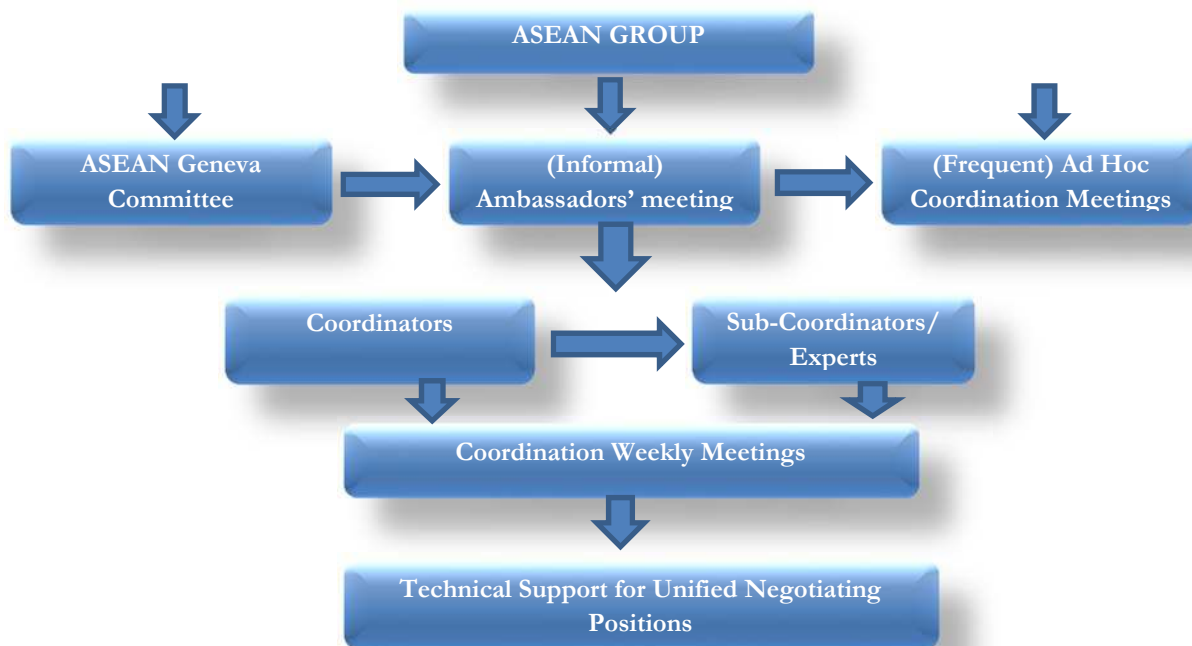 ASEAN GROUP
ASEAN Geneva
Committee
(Informal)
Ambassadors’ meeting
(Frequent) Ad Hoc
Coordination Meetings
Coordinators
Sub-Coordinators/
Experts
Coordination Weekly Meetings
Technical Support for Unified Negotiating
Positions